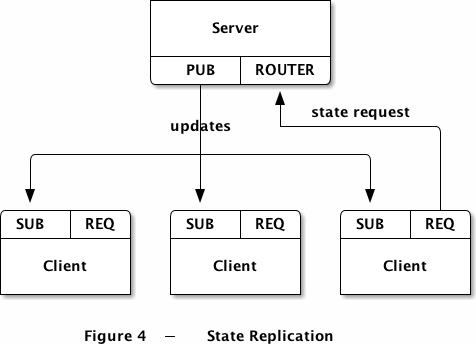 Server
PUB ROUTER
updates
state request
SUB REQ SUB REQ SUB REQ
Client Client Client
Figure 4 – State Replication